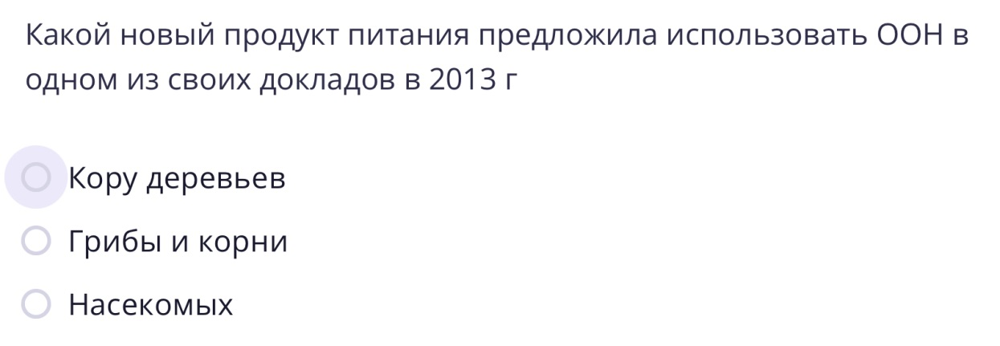 Какой новый продукт питания предложила использовать ООН в
одном из своих докладов в 2013 г
Кору деревьев
Грибы и корни
Насекомых